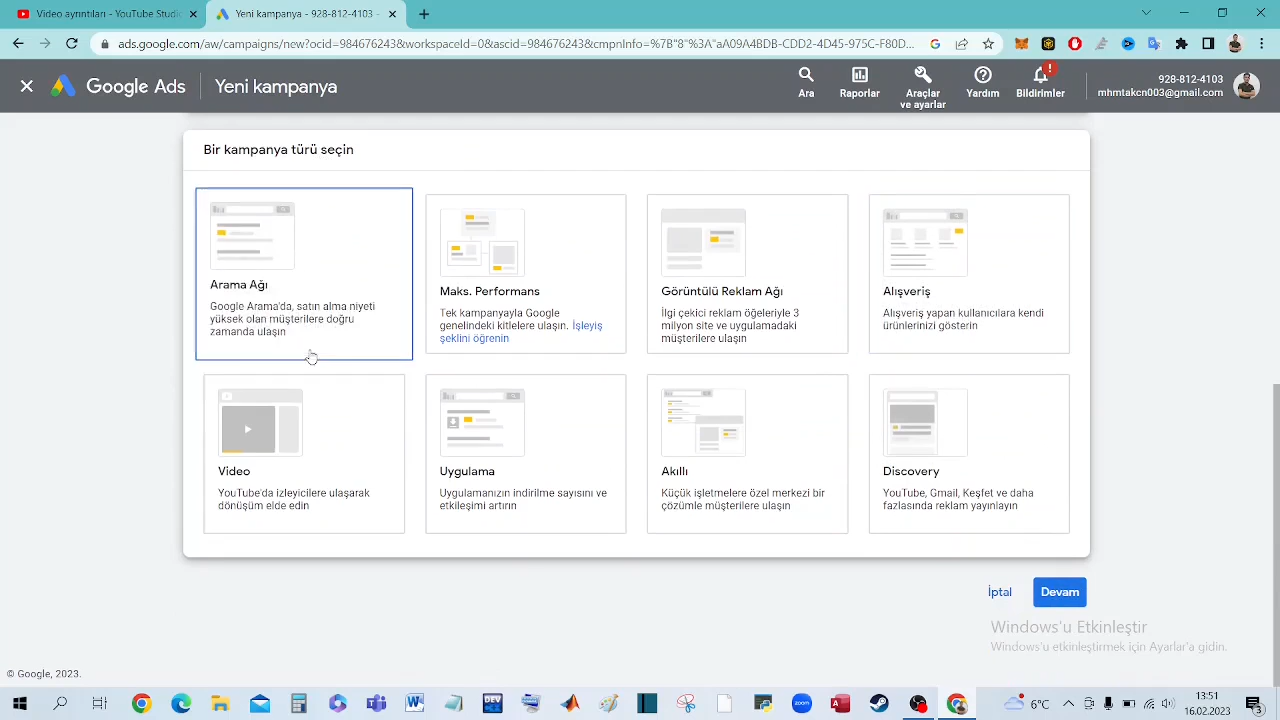 Video ayrıntıları - YouTube Studio
Yeni kampanya - 928-812-4103 -
ads.google.com/aw/campaigns/new?ocid=984676243&workspaceId=0&ascid=984676243&cmpnInfo=%7B"8"%3A"a09A4BDB-CDD2-4D45-975C-F80D...
Google Ads
Yeni kampanya
Ara
Raporlar
Araçlar
ve ayarlar
Yardım
Bildirimler
928-812-4103
mhmtakcn003@gmail.com
Bir kampanya türü seçin
Arama Ağı
Google Arama'da, satın alma niyeti
yüksek olan müşterilere doğru
zamanda ulaşın
Maks. Performans
Tek kampanyayla Google
genelindeki kitlelere ulaşın. İşleyiş
şeklini öğrenin
Görüntülü Reklam Ağı
İlgi çekici reklam öğeleriyle 3
milyon site ve uygulamadaki
müşterilere ulaşın
Alışveriş
Alışveriş yapan kullanıcılara kendi
ürünlerinizi gösterin
Video
YouTube'da izleyicilere ulaşarak
dönüşüm elde edin
Uygulama
Uygulamanızın indirilme sayısını ve
etkileşimi artırın
Akıllı
Küçük işletmelere özel merkezi bir
çözümle müşterilere ulaşın
Discovery
YouTube, Gmail, Keşfet ve daha
fazlasında reklam yayınlayın
İptal
Devam
Windows'u Etkinleştir
Windows'u etkinleştirmek için Ayarlar'a gidin.
© Google, 2023.
DEV
zoom
6°C
13:51
16.02.2023
3